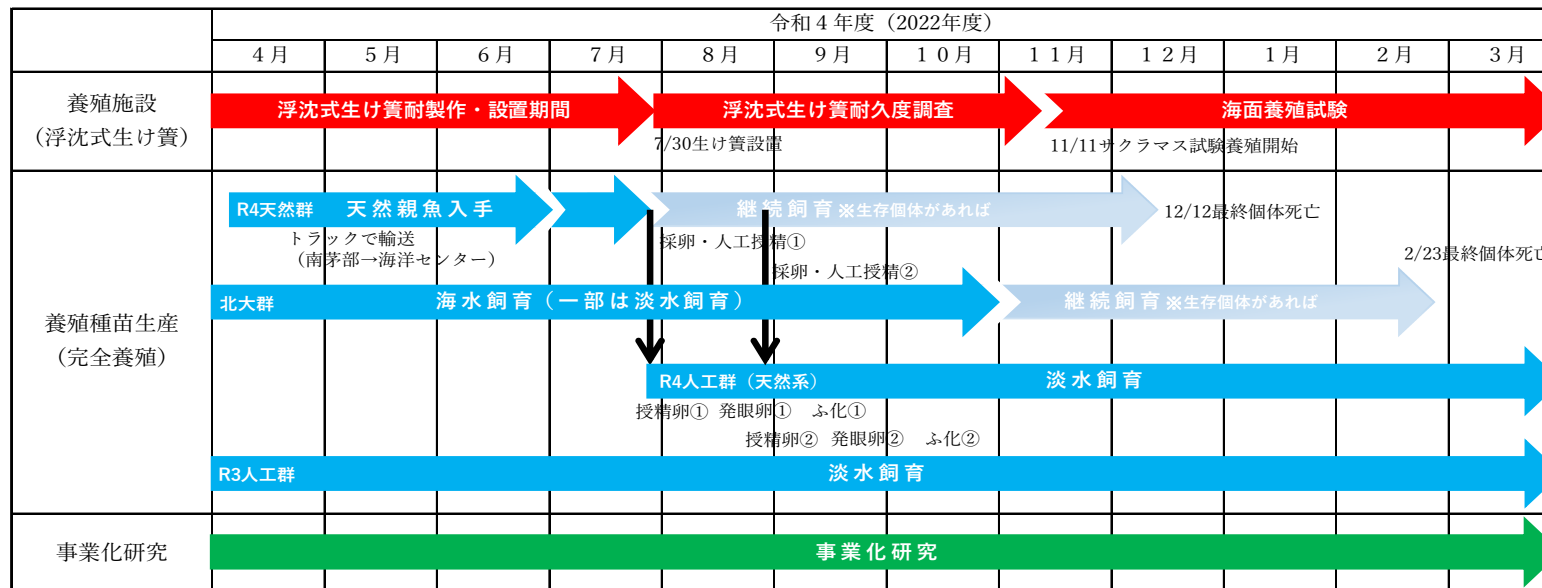 令和４年度（2022年度）
４月 ５月 ６月 ７月 ８月 ９月 １０月 １１月 １２月 １月 ２月 ３月
養殖施設
（浮沈式生け簀）
浮沈式生け簀耐製作・設置期間 浮沈式生け簀耐久度調査 海面養殖試験
7/30生け簀設置 11/11サクラマス試験養殖開始
養殖種苗生産
（完全養殖）
R4天然群 天然親魚入手 継続飼育※生存個体があれば 12/12最終個体死亡
トラックで輸送 採卵・人工授精①
（南茅部→海洋センター） 2/23最終個体死亡
採卵・人工授精②
北大群 海水飼育（一部は淡水飼育） 継続飼育※生存個体があれば
R4人工群（天然系） 淡水飼育
授精卵① 発眼卵① ふ化①
授精卵② 発眼卵② ふ化②
R3人工群 淡水飼育
事業化研究 事業化研究